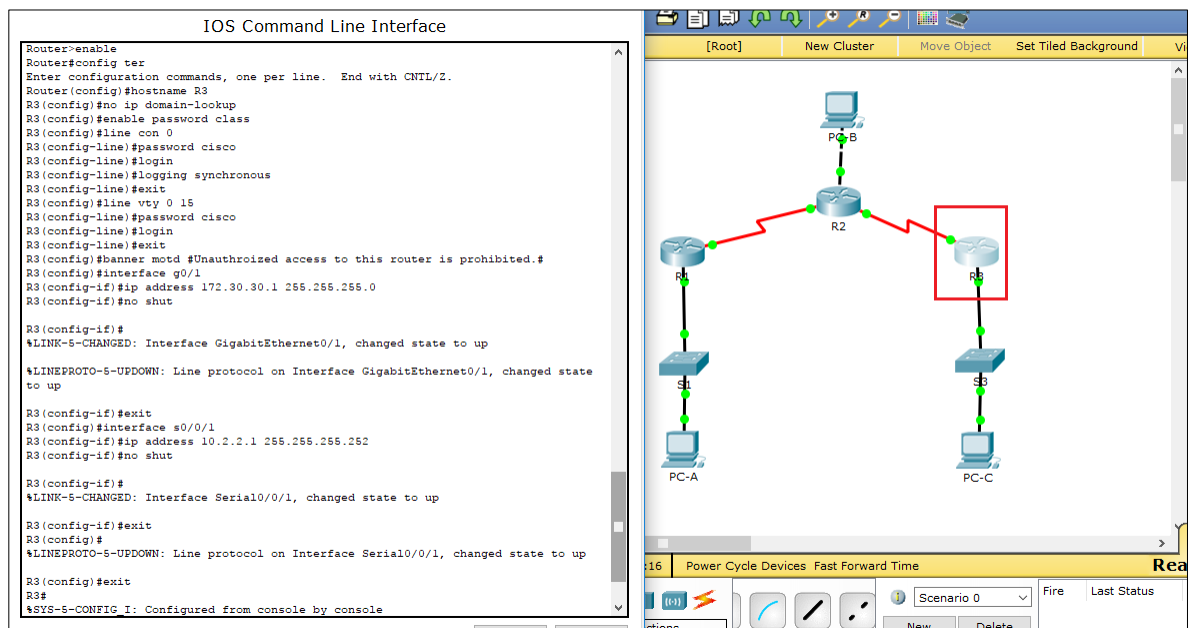 IOS Command Line Interface
Router>enable
Router#config ter
Enter configuration commands, one per line.  End with CNTL/Z.
Router(config)#hostname R3
R3(config)#no ip domain-lookup
R3(config)#enable password class
R3(config)#line con 0
R3(config-line)#password cisco
R3(config-line)#login
R3(config-line)#logging synchronous
R3(config-line)#exit
R3(config)#line vty 0 15
R3(config-line)#password cisco
R3(config-line)#login
R3(config-line)#exit
R3(config)#banner motd #Unauthroized access to this router is prohibited.#
R3(config)#interface g0/1
R3(config-if)#ip address 172.30.30.1 255.255.255.0
R3(config-if)#no shut
R3(config-if)#
%LINK-5-CHANGED: Interface GigabitEthernet0/1, changed state to up
%LINEPROTO-5-UPDOWN: Line protocol on Interface GigabitEthernet0/1, changed state
to up
R3(config-if)#exit
R3(config)#interface s0/0/1
R3(config-if)#ip address 10.2.2.1 255.255.255.252
R3(config-if)#no shut
R3(config-if)#
%LINK-5-CHANGED: Interface Serial0/0/1, changed state to up
R3(config-if)#exit
R3(config)#
%LINEPROTO-5-UPDOWN: Line protocol on Interface Serial0/0/1, changed state to up
R3(config)#exit
R3#
%SYS-5-CONFIG_I: Configured from console by console
[Root] New Cluster Move Object Set Tiled Background Vi
PC-B
R2
R1
R3
S1
S3
PC-A
PC-C
:16 Power Cycle Devices Fast Forward Time Rea
Scenario 0
Fire Last Status
New Delete
ctions